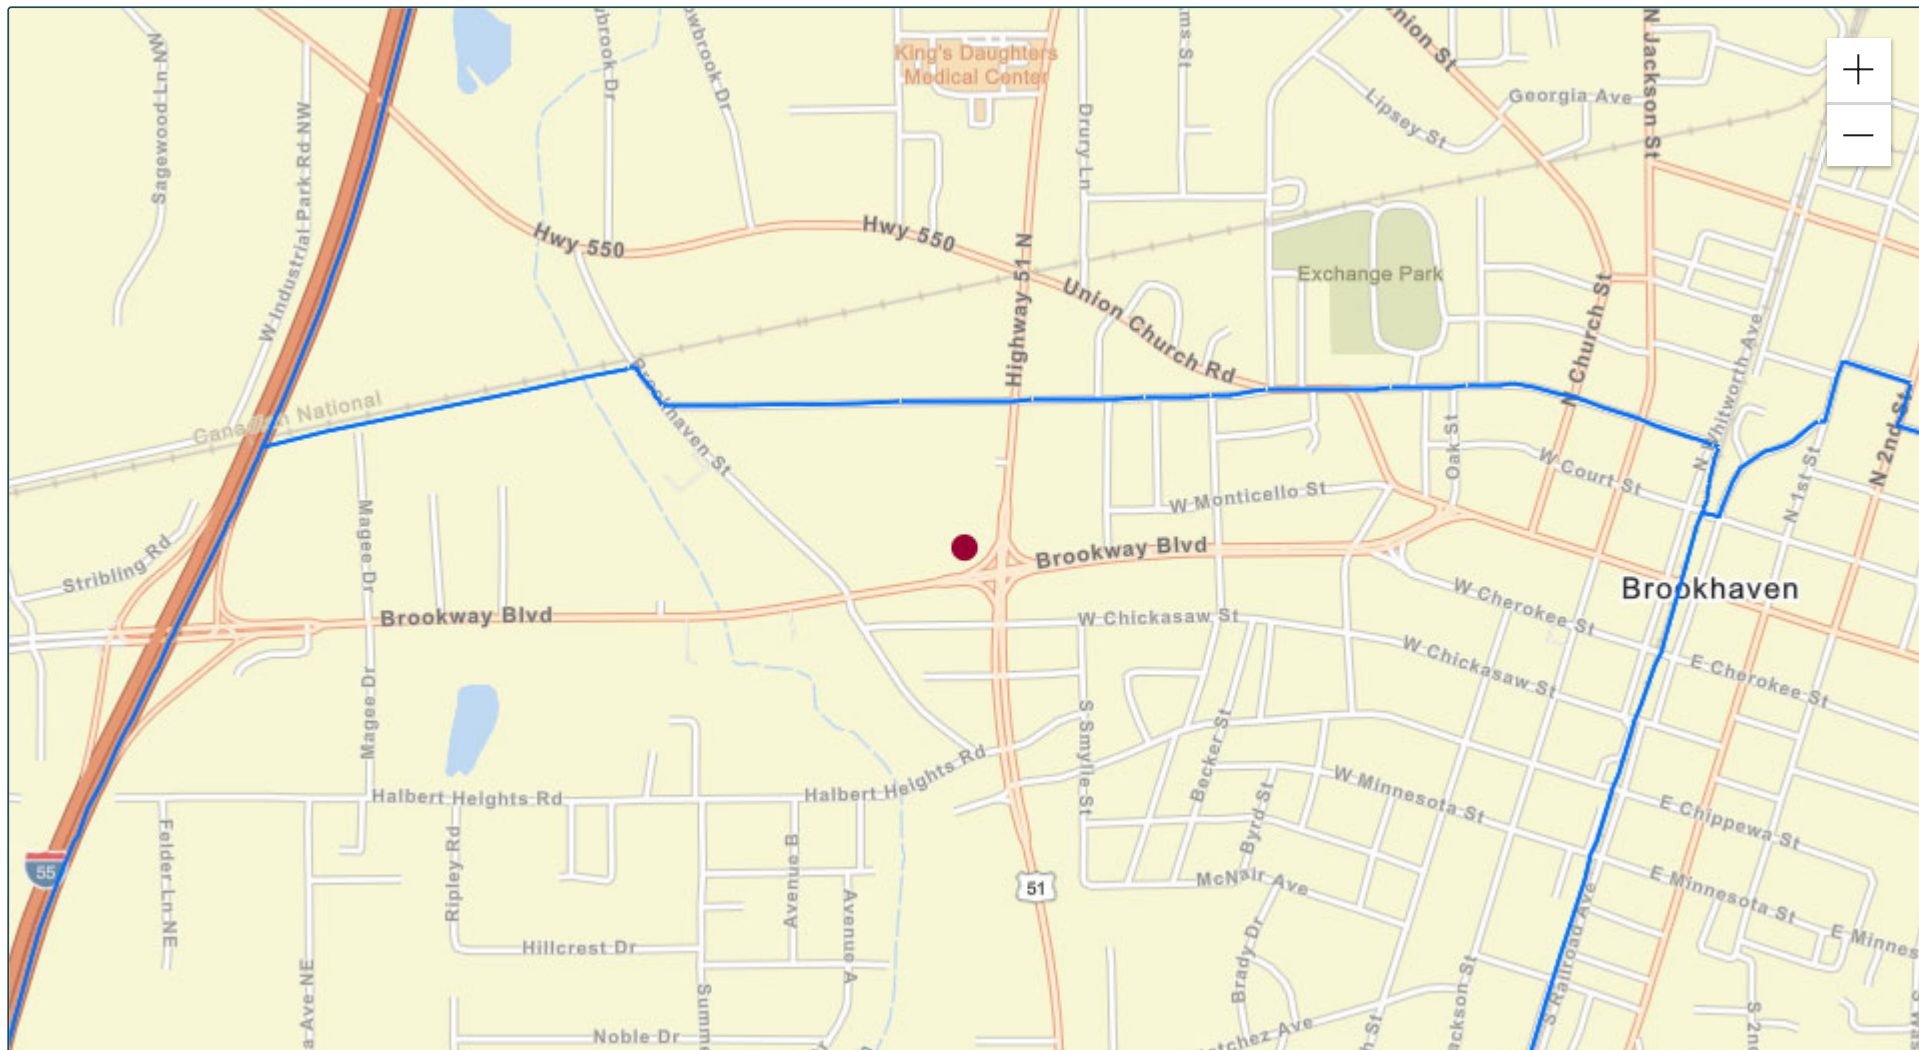 Sagewood Ln NW
W Industrial Park Rd NW
King's Daughters
Medical Center
Drury Ln
Union St
N Jackson St
Georgia Ave
Lipsey St
+
−
Hwy 550
Hwy 550
Highway 51 N
Union Church Rd
Exchange Park
N Church St
N Whitworth Ave
Canadian National
Brookhaven St
Oak St
W Court St
N 1st St
N 2nd St
W Monticello St
Magee Dr
Stribling Rd
Brookway Blvd
Brookway Blvd
Brookhaven
W Chickasaw St
W Cherokee St
W Chickasaw St
E Cherokee St
Magee Dr
S Smylie St
Becker St
Halbert Heights Rd
Halbert Heights Rd
Byrd St
W Minnesota St
E Chippewa St
55
51
Felder Ln NE
Ripley Rd
Avenue B
Avenue A
McNair Ave
E Minnesota St
S Railroad Ave
Hillcrest Dr
Brady Dr
Noble Dr